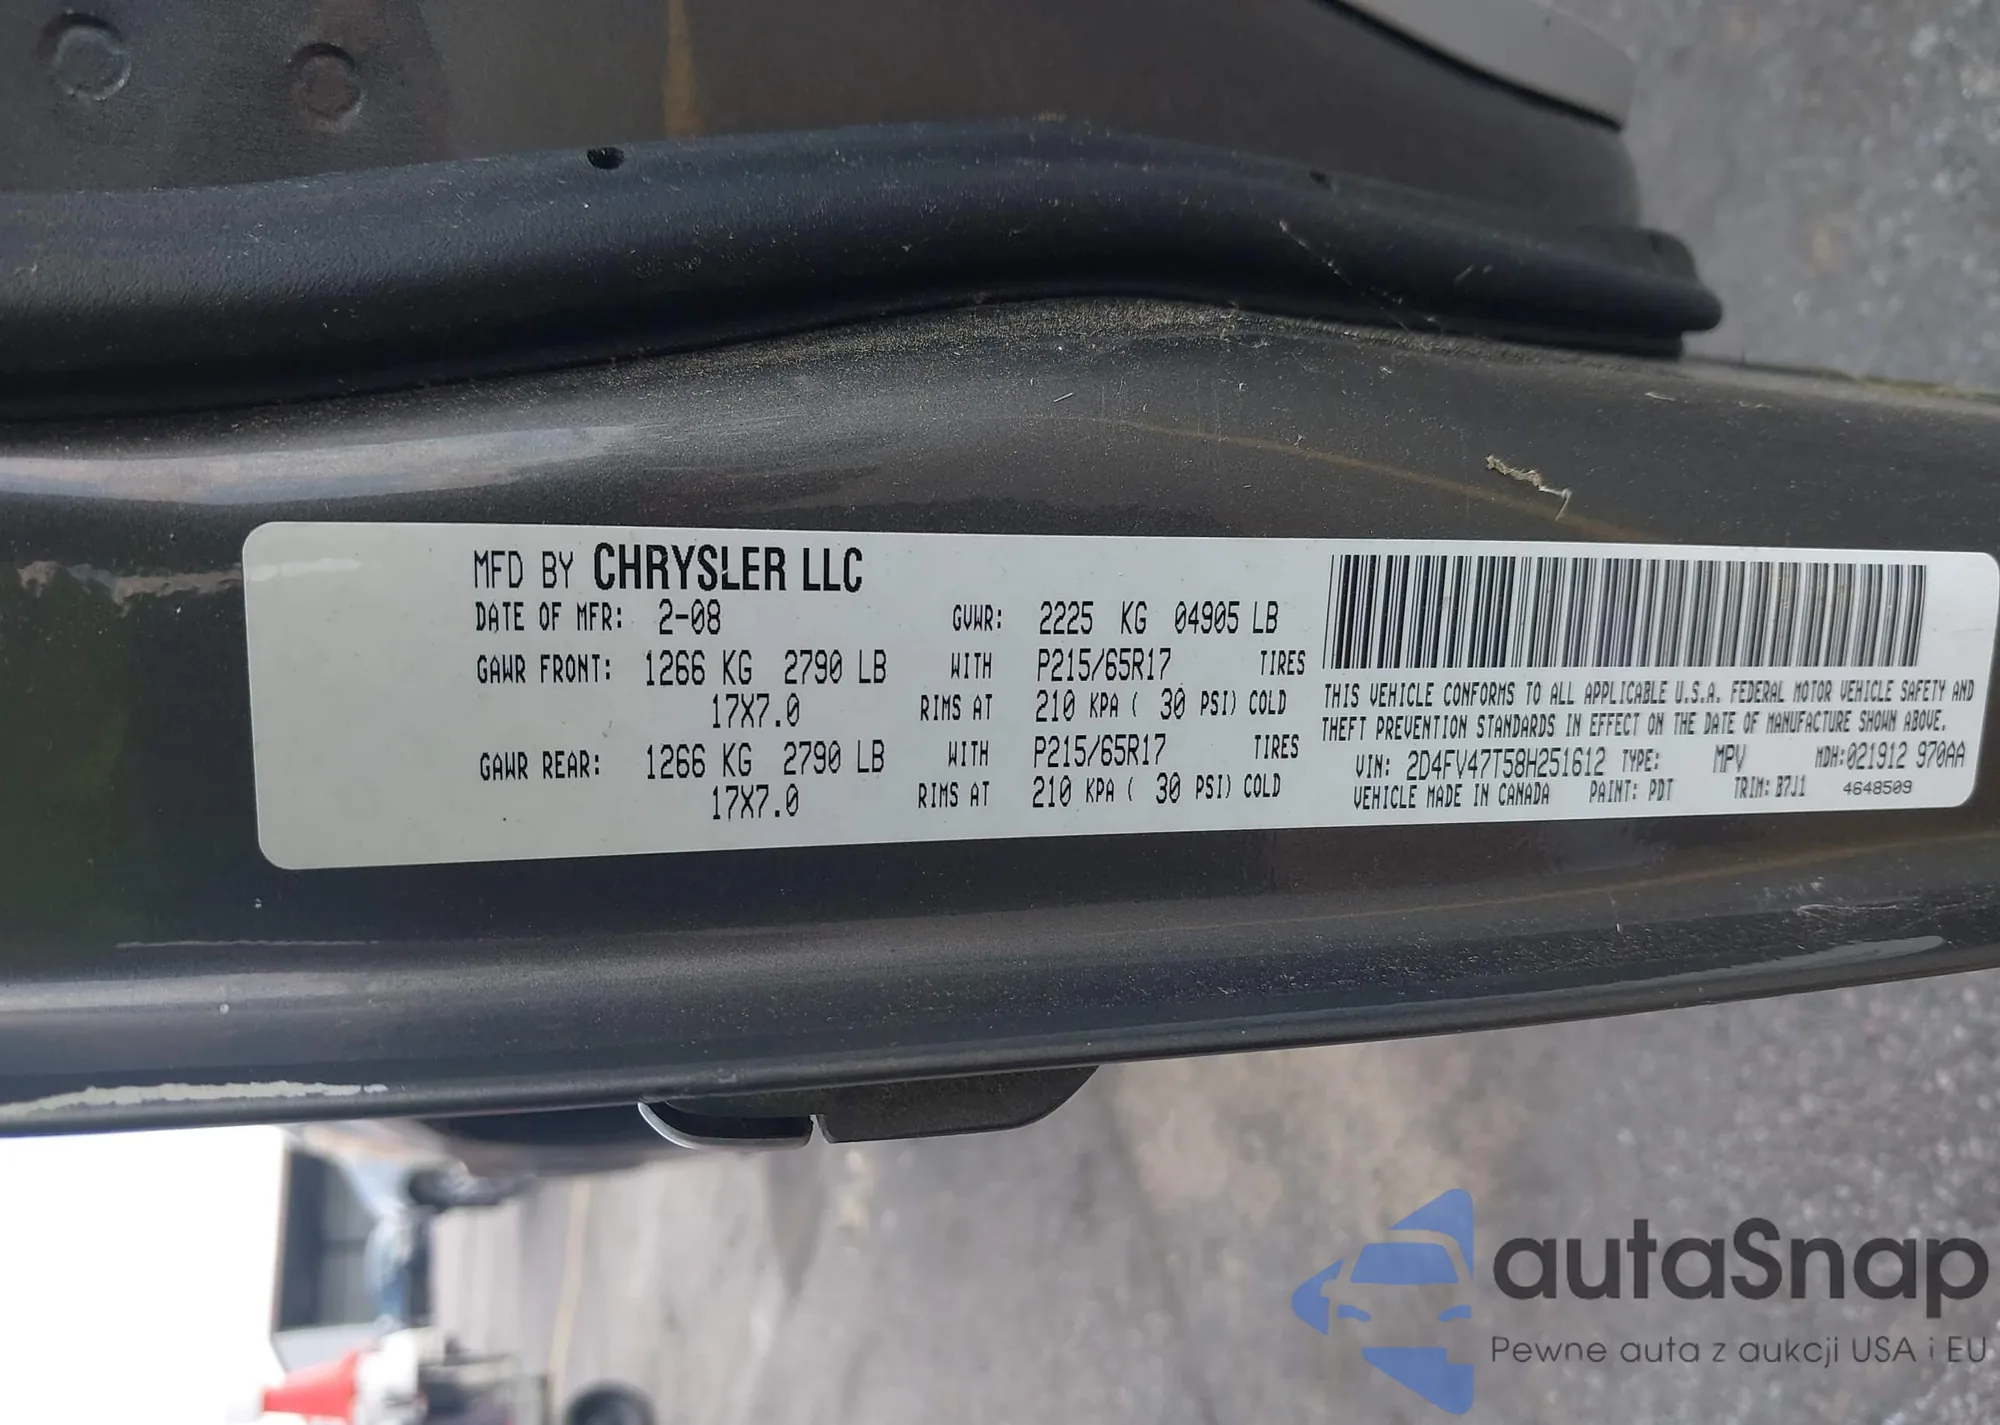 MFD BY CHRYSLER LLC
DATE OF MFR: 2-08 GVWR: 2225 KG 04905 LB
GAWR FRONT: 1266 KG 2790 LB WITH P215/65R17 TIRES
17X7.0 RIMS AT 210 KPA ( 30 PSI) COLD
GAWR REAR: 1266 KG 2790 LB WITH P215/65R17 TIRES
17X7.0 RIMS AT 210 KPA ( 30 PSI) COLD
THIS VEHICLE CONFORMS TO ALL APPLICABLE U.S.A. FEDERAL MOTOR VEHICLE SAFETY AND
THEFT PREVENTION STANDARDS IN EFFECT ON THE DATE OF MANUFACTURE SHOWN ABOVE.
VIN: 2D4FV47T58H251612 TYPE: MPV MDH:021912 970AA
VEHICLE MADE IN CANADA PAINT: PDT TRIM: B7J1 4648509
autaSnap
Pewne auta z aukcji USA i EU